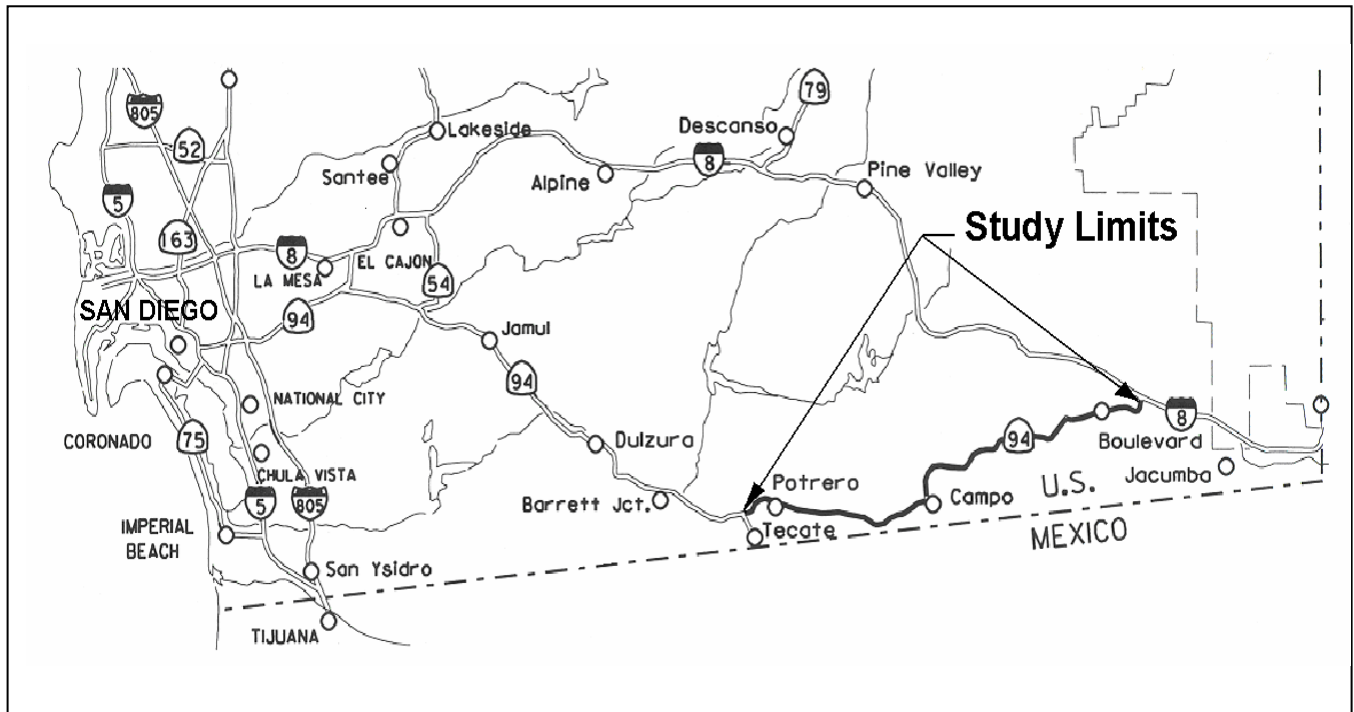 805
52
Lakeside
Santee
5
163
8
LA MESA
EL CAJON
54
SAN DIEGO
94
Alpine
8
Descanso
79
Pine Valley
Study Limits
Jamul
94
NATIONAL CITY
CORONADO
75
CHULA VISTA
5
805
IMPERIAL
BEACH
San Ysidro
TIJUANA
Dulzura
Barrett Jct.
Potrero
Tecate
Campo
94
Boulevard
8
Jacumba
U.S.
MEXICO